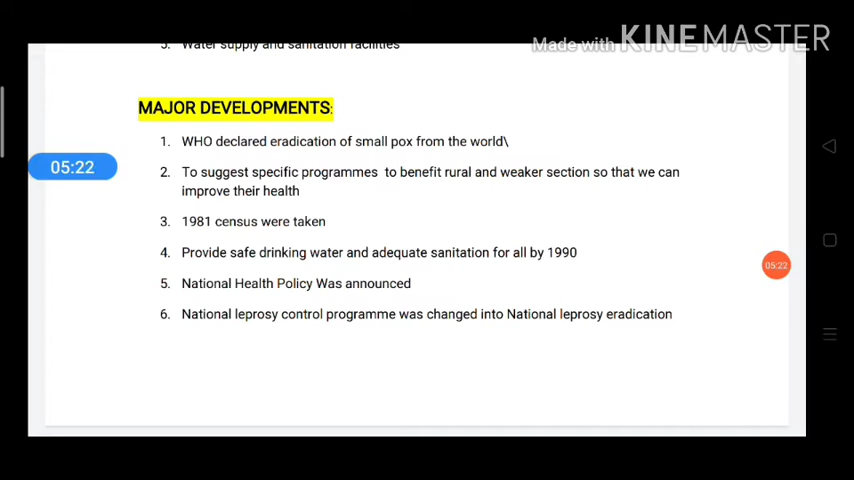 Made with KINEMASTER
5. Water supply and sanitation facilities
MAJOR DEVELOPMENTS:
1. WHO declared eradication of small pox from the world\
05:22
2. To suggest specific programmes to benefit rural and weaker section so that we can
improve their health
3. 1981 census were taken
4. Provide safe drinking water and adequate sanitation for all by 1990
05:22
5. National Health Policy Was announced
6. National leprosy control programme was changed into National leprosy eradication